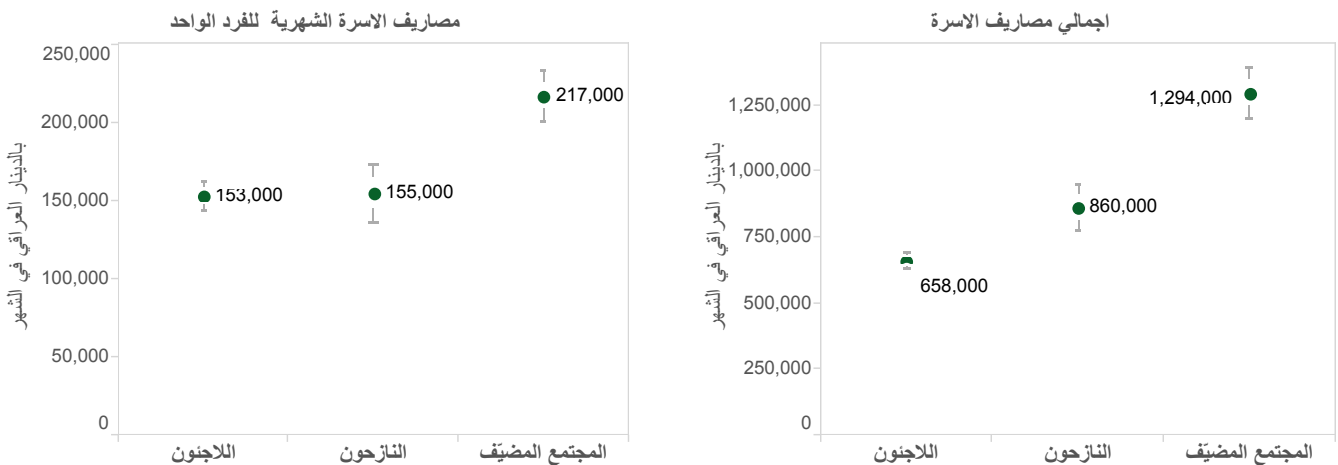 اجمالي مصاريف الاسرة
بالدينار العراقي في الشهر
1,250,000
1,000,000
750,000
500,000
250,000
0
1,294,000
860,000
658,000
المجتمع المضيّف
النازحون
اللاجئون
مصاريف الاسرة الشهرية للفرد الواحد
بالدينار العراقي في الشهر
250,000
200,000
150,000
100,000
50,000
0
217,000
155,000
153,000
المجتمع المضيّف
النازحون
اللاجئون